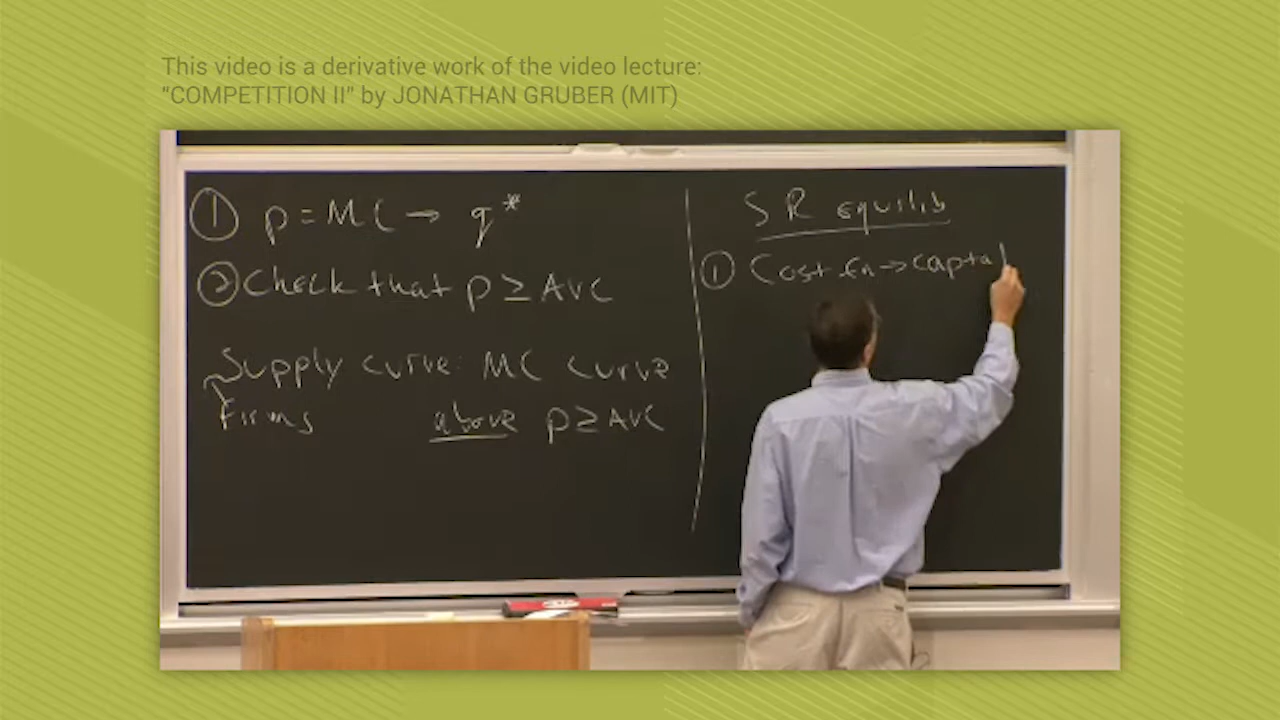 This video is a derivative work of the video lecture:
"COMPETITION II" by JONATHAN GRUBER (MIT)
① p = MC → q*
② Check that p ≥ AVC
Supply curve: MC curve
Firms above p ≥ AVC
SR equilib
① Cost fn → capital